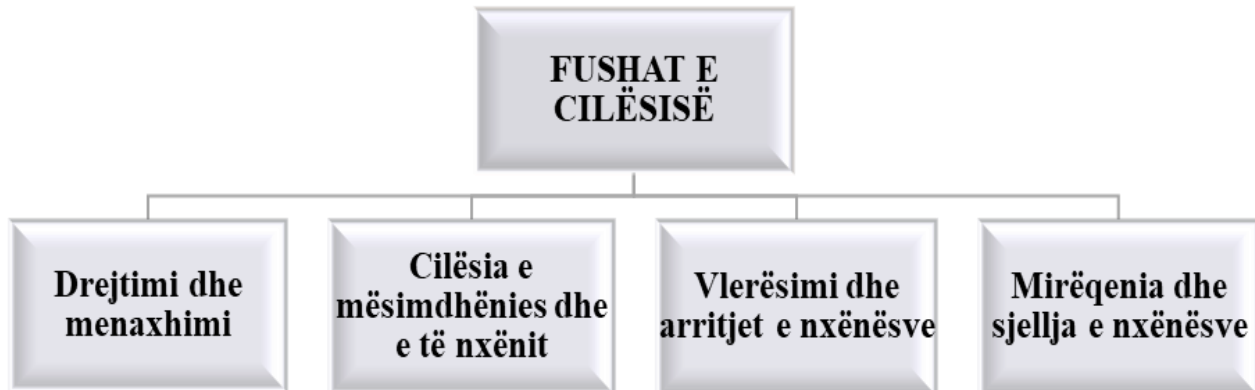 FUSHAT E
CILËSISË
Drejtimi dhe
menaxhimi
Cilësia e
mësimdhënies dhe
e të nxënit
Vlerësimi dhe
arritjet e nxënësve
Mirëqenia dhe
sjellja e nxënësve